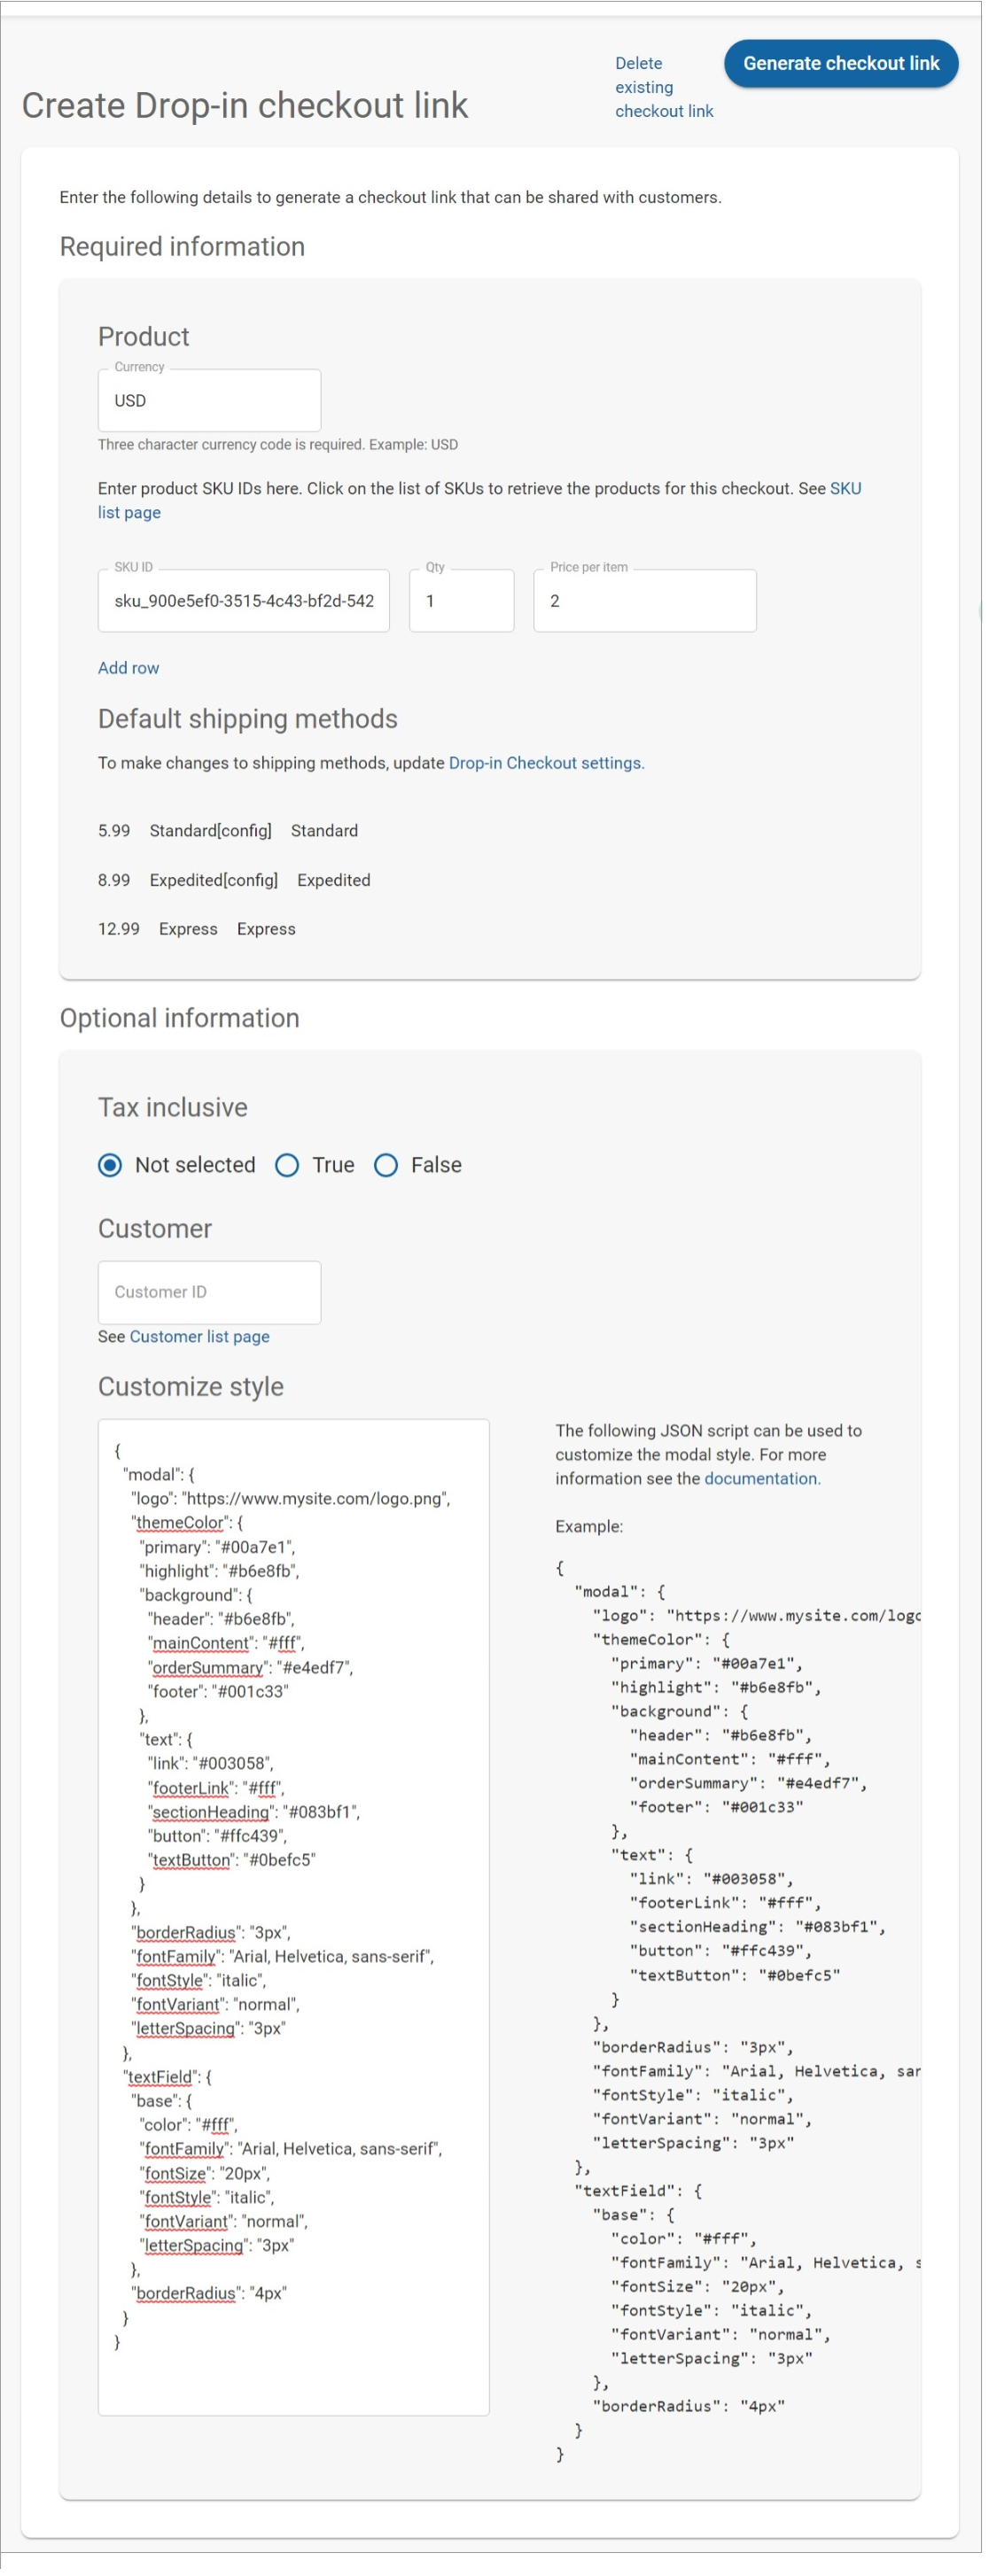 Create Drop-in checkout link
Delete
existing
checkout link
Generate checkout link
Enter the following details to generate a checkout link that can be shared with customers.
Required information
Product
Currency
USD
Three character currency code is required. Example: USD
Enter product SKU IDs here. Click on the list of SKUs to retrieve the products for this checkout. See SKU
list page
SKU ID
sku_900e5ef0-3515-4c43-bf2d-542
Qty
1
Price per item
2
Add row
Default shipping methods
To make changes to shipping methods, update Drop-in Checkout settings.
5.99 Standard[config] Standard
8.99 Expedited[config] Expedited
12.99 Express Express
Optional information
Tax inclusive
Not selected True False
Customer
Customer ID
See Customer list page
Customize style
{
"modal": {
"logo": "https://www.mysite.com/logo.png",
"themeColor": {
"primary": "#00a7e1",
"highlight": "#b6e8fb",
"background": {
"header": "#b6e8fb",
"mainContent": "#fff",
"orderSummary": "#e4edf7",
"footer": "#001c33"
},
"text": {
"link": "#003058",
"footerLink": "#fff",
"sectionHeading": "#083bf1",
"button": "#ffc439",
"textButton": "#0befc5"
}
},
"borderRadius": "3px",
"fontFamily": "Arial, Helvetica, sans-serif",
"fontStyle": "italic",
"fontVariant": "normal",
"letterSpacing": "3px"
},
"textField": {
"base": {
"color": "#fff",
"fontFamily": "Arial, Helvetica, sans-serif",
"fontSize": "20px",
"fontStyle": "italic",
"fontVariant": "normal",
"letterSpacing": "3px"
},
"borderRadius": "4px"
}
}
The following JSON script can be used to
customize the modal style. For more
information see the documentation.
Example:
{
"modal": {
"logo": "https://www.mysite.com/logo
"themeColor": {
"primary": "#00a7e1",
"highlight": "#b6e8fb",
"background": {
"header": "#b6e8fb",
"mainContent": "#fff",
"orderSummary": "#e4edf7",
"footer": "#001c33"
},
"text": {
"link": "#003058",
"footerLink": "#fff",
"sectionHeading": "#083bf1",
"button": "#ffc439",
"textButton": "#0befc5"
}
},
"borderRadius": "3px",
"fontFamily": "Arial, Helvetica, sar
"fontStyle": "italic",
"fontVariant": "normal",
"letterSpacing": "3px"
},
"textField": {
"base": {
"color": "#fff",
"fontFamily": "Arial, Helvetica, s
"fontSize": "20px",
"fontStyle": "italic",
"fontVariant": "normal",
"letterSpacing": "3px"
},
"borderRadius": "4px"
}
}